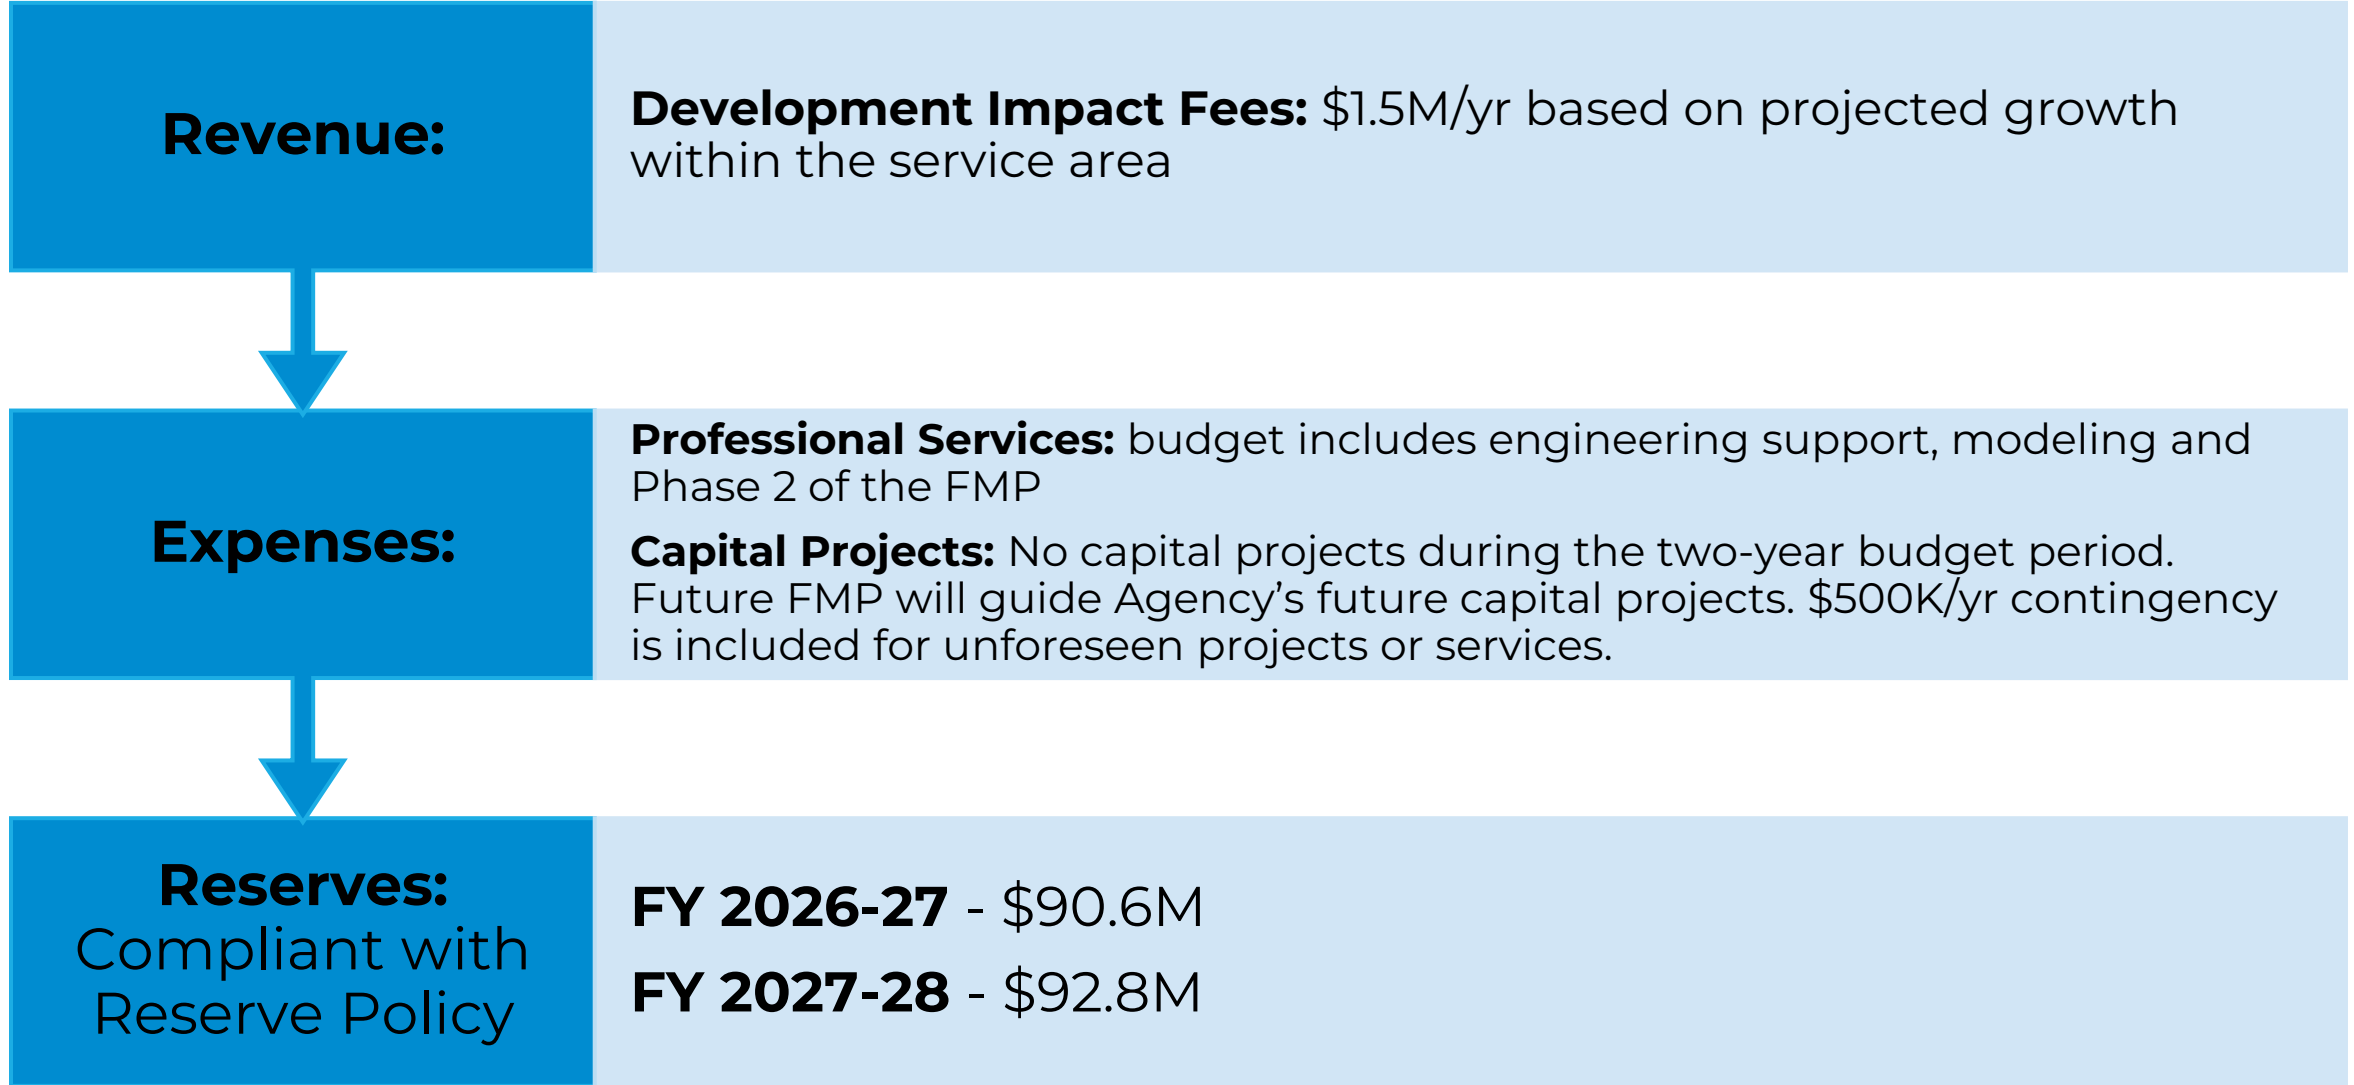 Revenue:
Development Impact Fees: $1.5M/yr based on projected growth
within the service area
Expenses:
Professional Services: budget includes engineering support, modeling and
Phase 2 of the FMP
Capital Projects: No capital projects during the two-year budget period.
Future FMP will guide Agency’s future capital projects. $500K/yr contingency
is included for unforeseen projects or services.
Reserves:
Compliant with
Reserve Policy
FY 2026-27 - $90.6M
FY 2027-28 - $92.8M